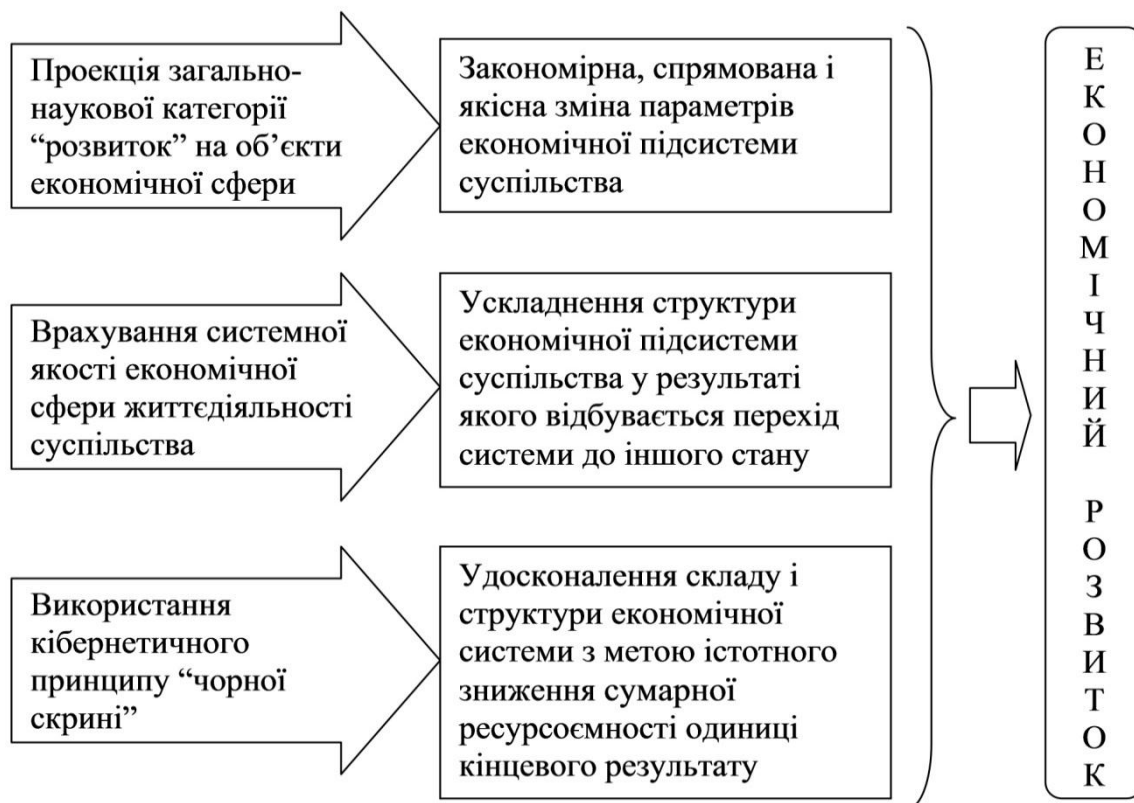 Проекція загально-
наукової категорії
“розвиток” на об’єкти
економічної сфери
Закономірна, спрямована і
якісна зміна параметрів
економічної підсистеми
суспільства
Врахування системної
якості економічної
сфери життєдіяльності
суспільства
Ускладнення структури
економічної підсистеми
суспільства у результаті
якого відбувається перехід
системи до іншого стану
Використання
кібернетичного
принципу “чорної
скрині”
Удосконалення складу і
структури економічної
системи з метою істотного
зниження сумарної
ресурсоємності одиниці
кінцевого результату
ЕКОНОМІЧНИЙ РОЗВИТОК